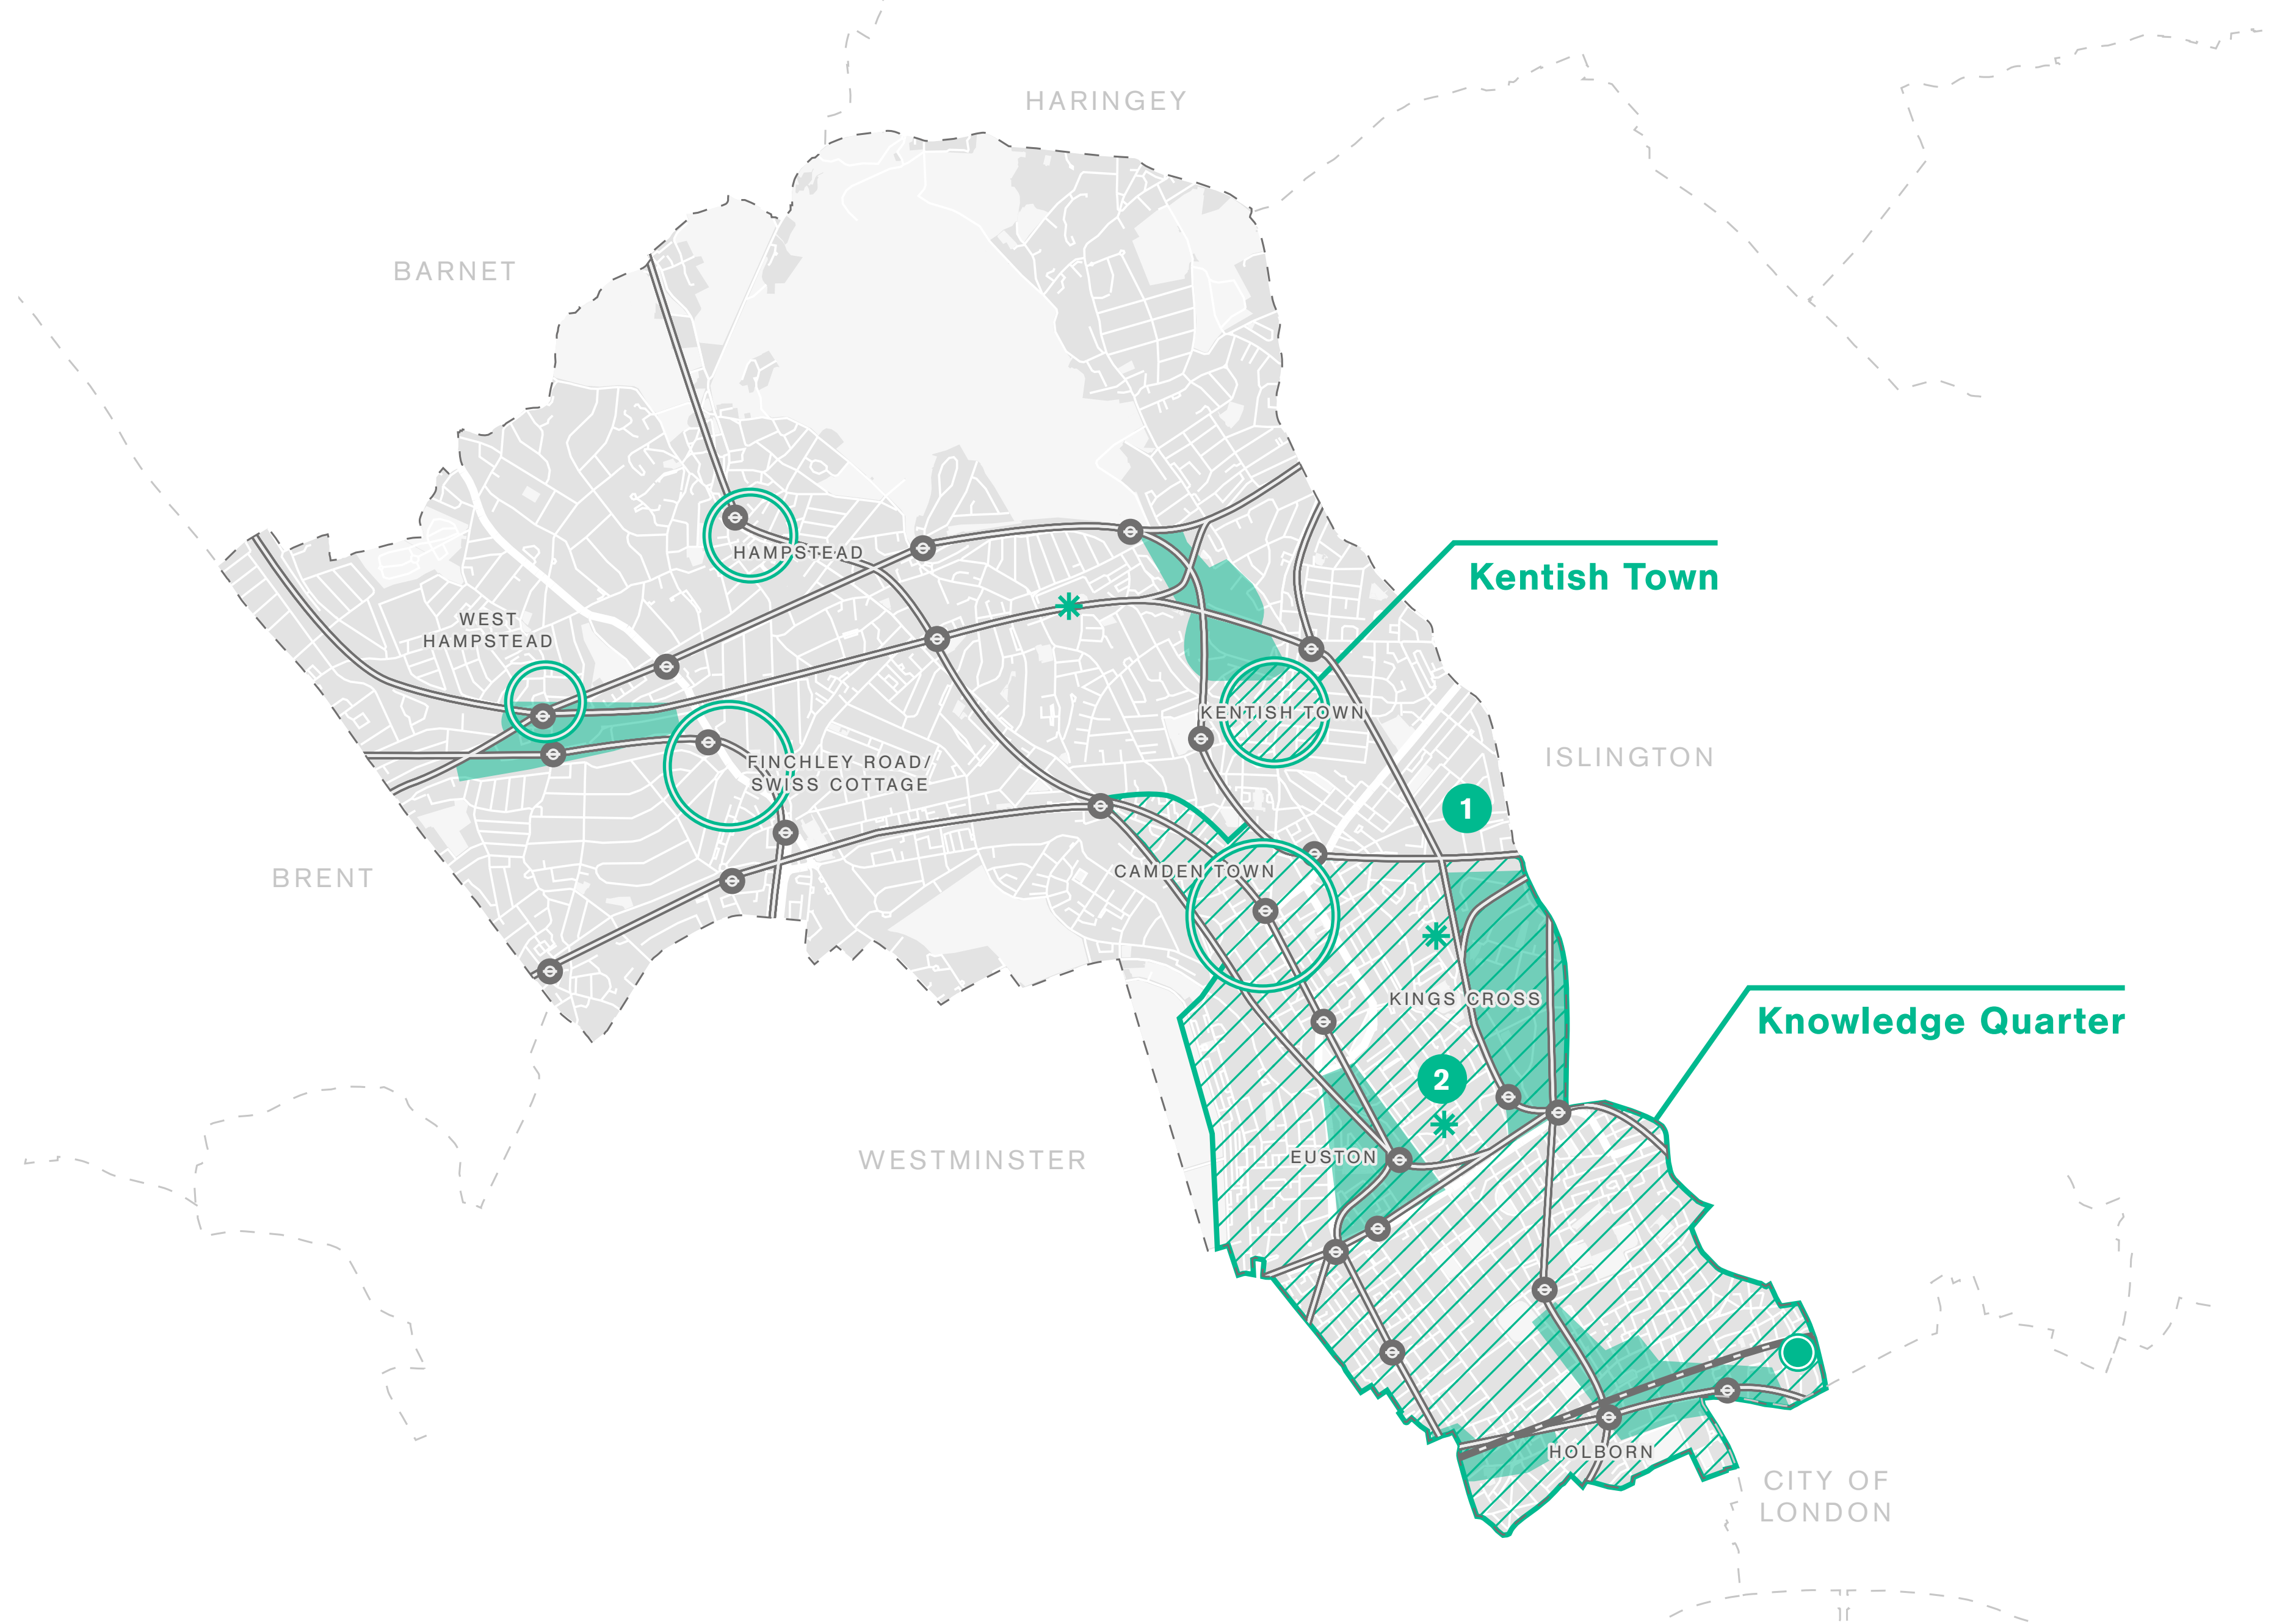 HARINGEY
BARNET
HAMPSTEAD
Kentish Town
WEST
HAMPSTEAD
KENTISH TOWN
ISLINGTON
FINCHLEY ROAD/
SWISS COTTAGE
1
CAMDEN TOWN
BRENT
KINGS CROSS
Knowledge Quarter
2
EUSTON
WESTMINSTER
HOLBORN
CITY OF
LONDON